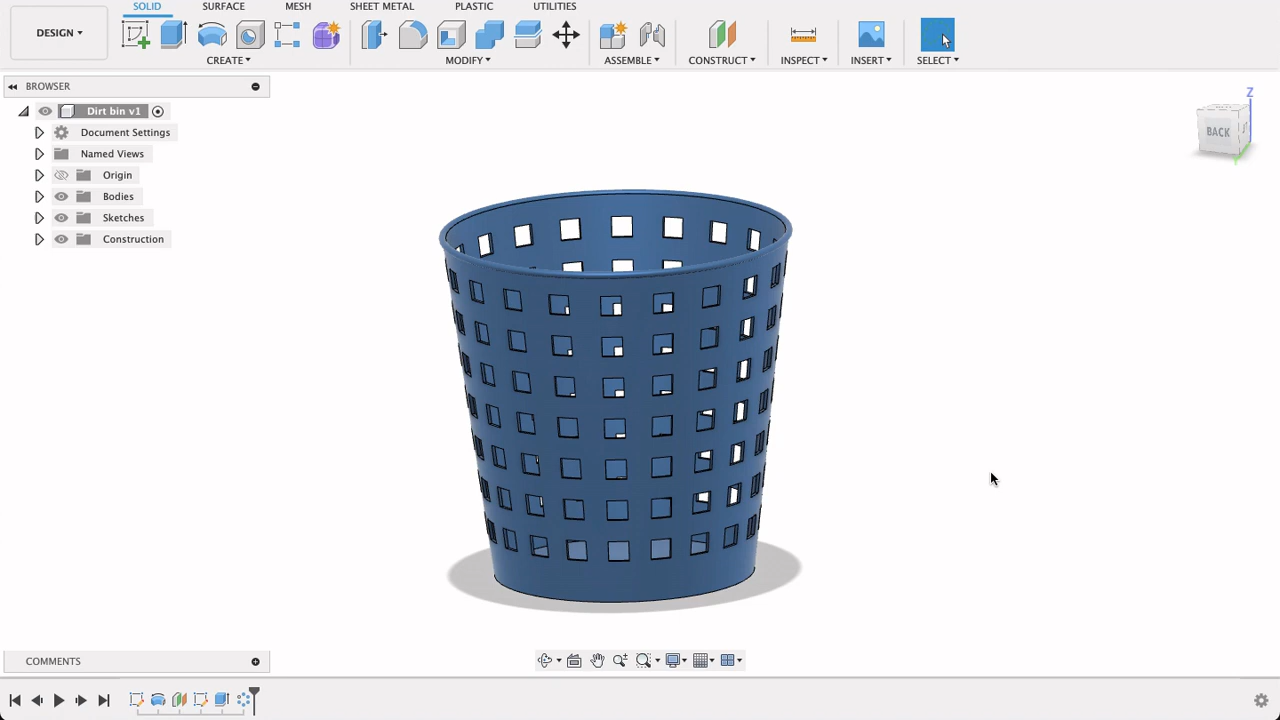 SOLID SURFACE MESH SHEET METAL PLASTIC UTILITIES
DESIGN
CREATE MODIFY ASSEMBLE CONSTRUCT INSPECT INSERT SELECT
BROWSER
Dirt bin v1
Document Settings
Named Views
Origin
Bodies
Sketches
Construction
Z
BACK
Y
COMMENTS